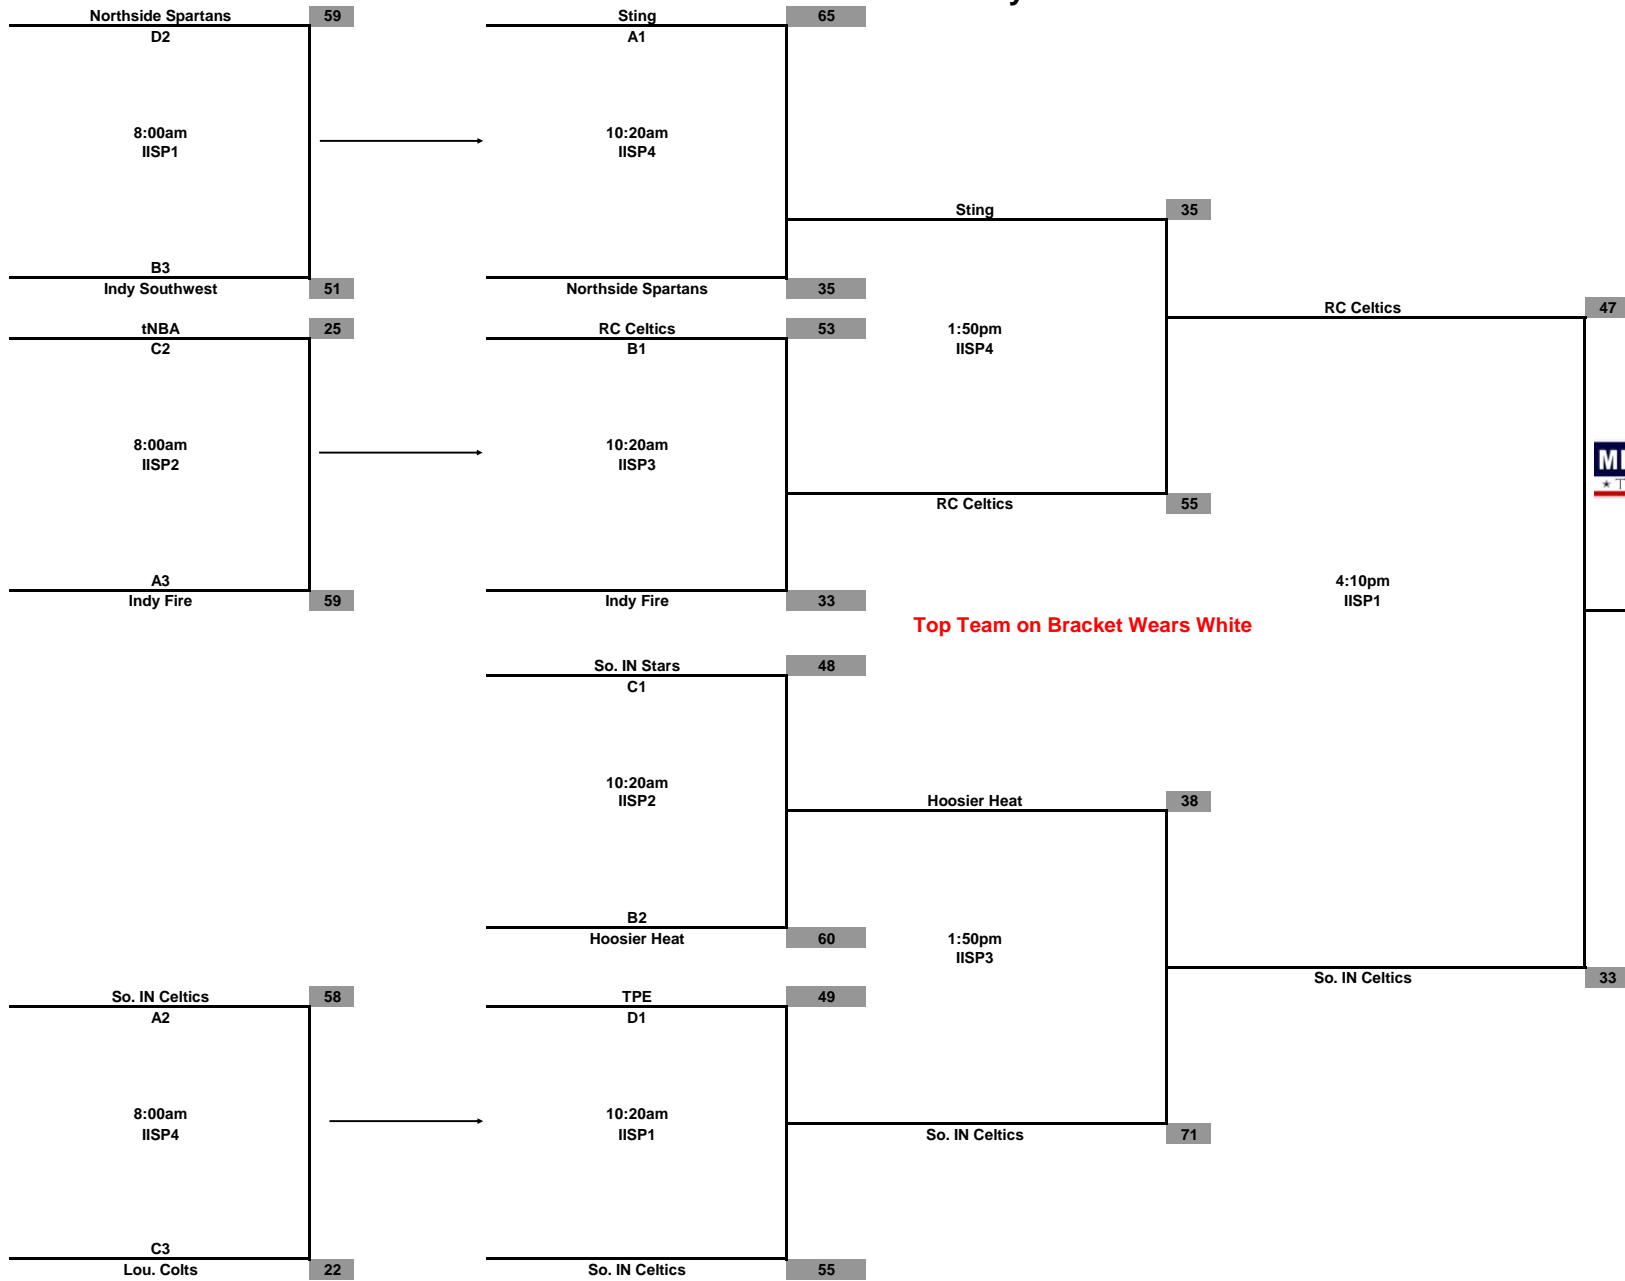 Northside Spartans 59
D2
8:00am
IISP1
B3
Indy Southwest 51
tNBA 25
C2
8:00am
IISP2
A3
Indy Fire 59
So. IN Celtics 58
A2
8:00am
IISP4
C3
Lou. Colts 22
Sting 65
A1
10:20am
IISP4
Northside Spartans 35
RC Celtics 53
B1
10:20am
IISP3
Indy Fire 33
So. IN Stars 48
C1
10:20am
IISP2
B2
Hoosier Heat 60
TPE 49
D1
10:20am
IISP1
So. IN Celtics 55
Sting 35
1:50pm
IISP4
RC Celtics 55
Top Team on Bracket Wears White
Hoosier Heat 38
1:50pm
IISP3
So. IN Celtics 71
RC Celtics 47
4:10pm
IISP1
So. IN Celtics 33